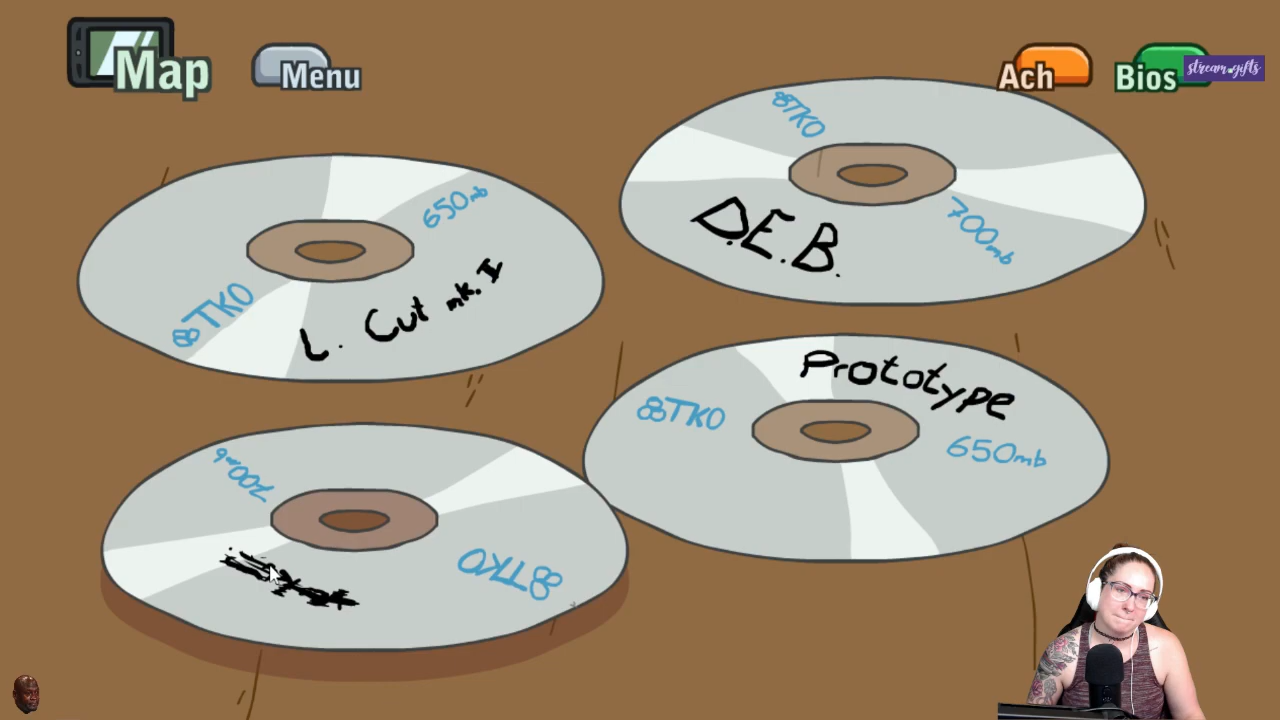 Map
Menu
Ach
Bios
stream.gifts
8TKO
700mb
D.E.B.
650mb
8TKO
L. Cut mk. I
Prototype
8TKO
650mb
700mb
8TKO